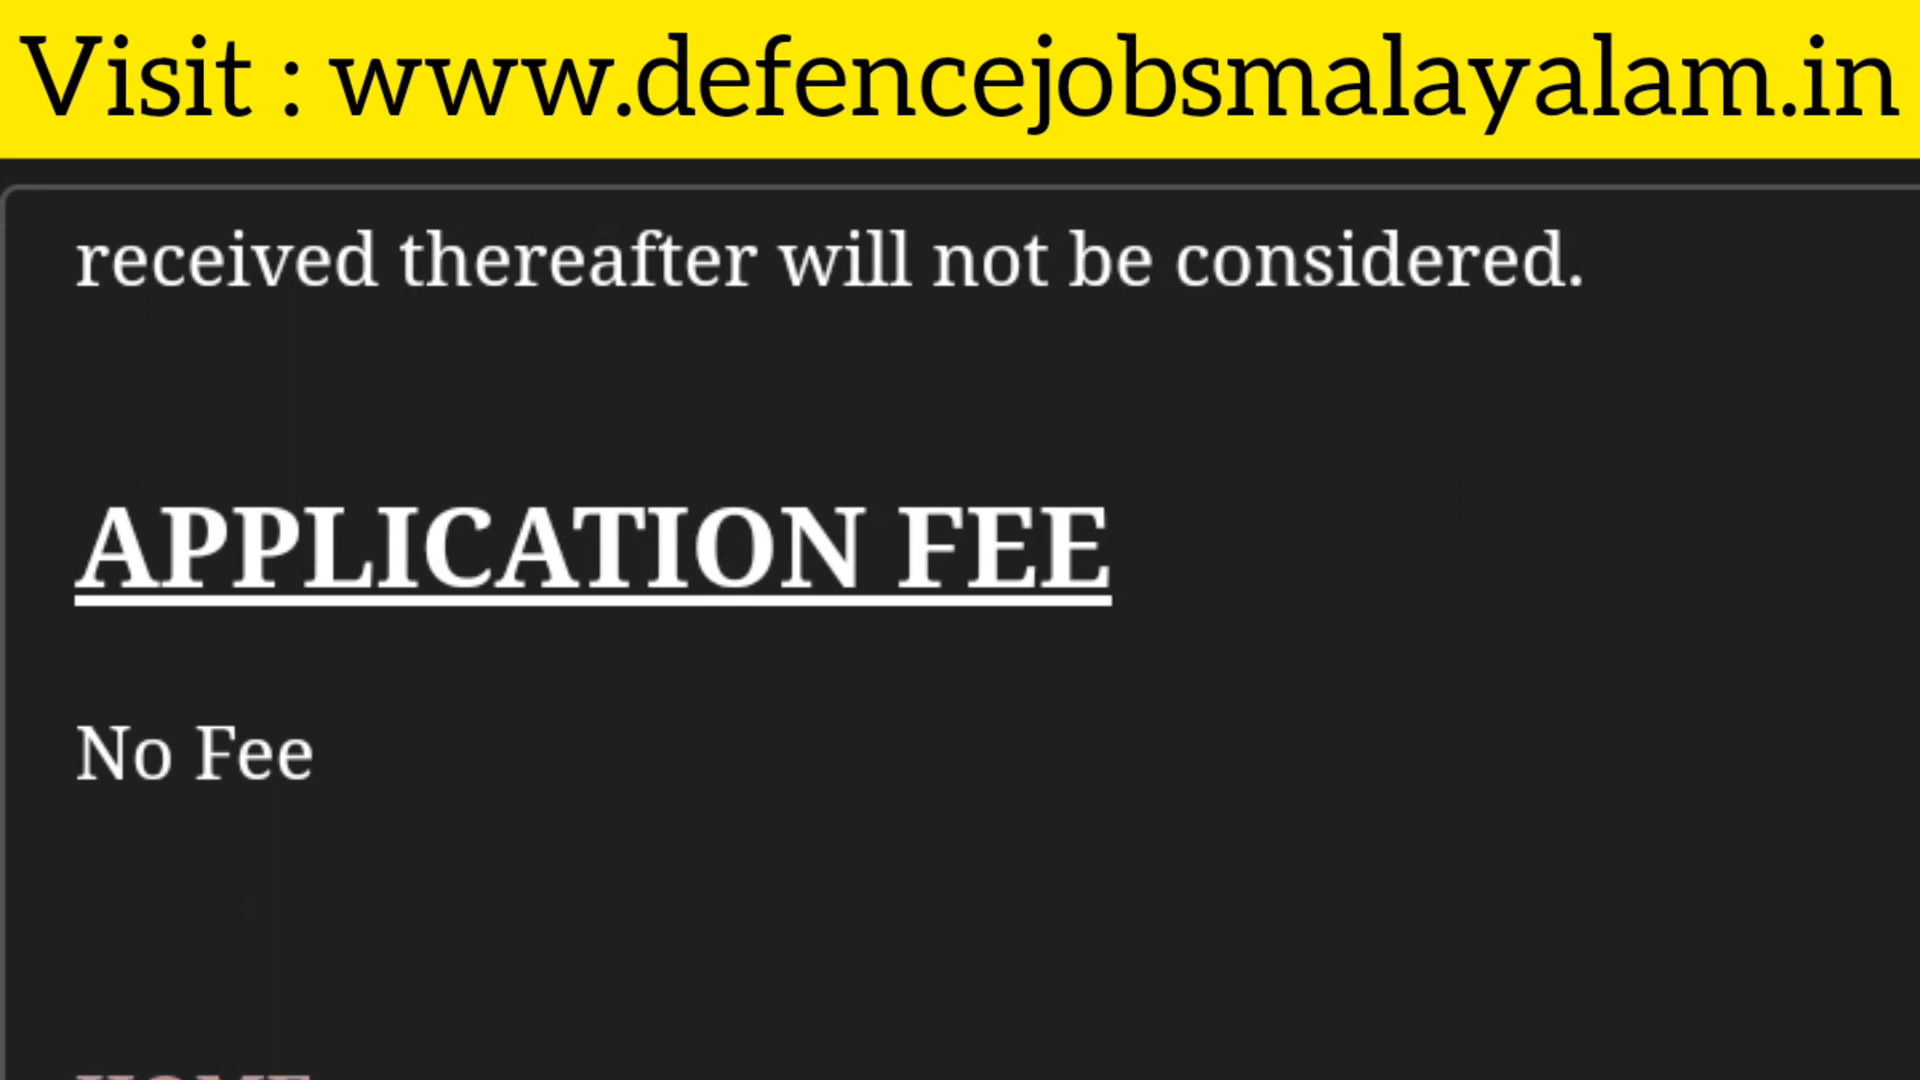 Visit : www.defencejobsmalayalam.in
received thereafter will not be considered.
APPLICATION FEE
No Fee